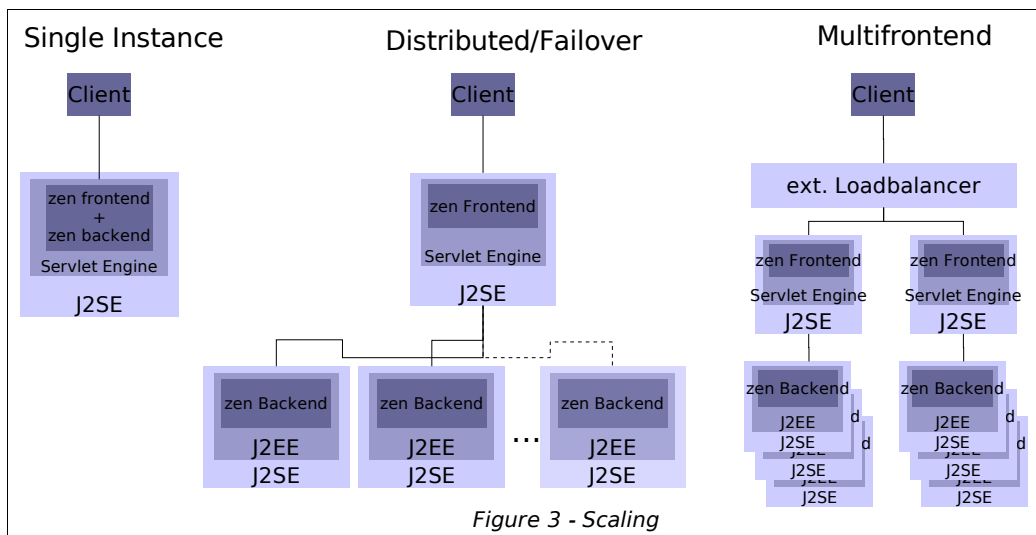 Single Instance
Distributed/Failover
Multifrontend
Client
Client
Client
zen frontend
+
zen backend
Servlet Engine
J2SE
zen Frontend
Servlet Engine
J2SE
ext. Loadbalancer
zen Frontend
Servlet Engine
J2SE
zen Frontend
Servlet Engine
J2SE
zen Backend
J2EE
J2SE
zen Backend
J2EE
J2SE
...
zen Backend
J2EE
J2SE
zen Backend
J2EE
J2SE
d
J2SE
d
J2EE
J2SE
zen Backend
J2EE
J2SE
d
J2SE
d
J2EE
J2SE
Figure 3 - Scaling